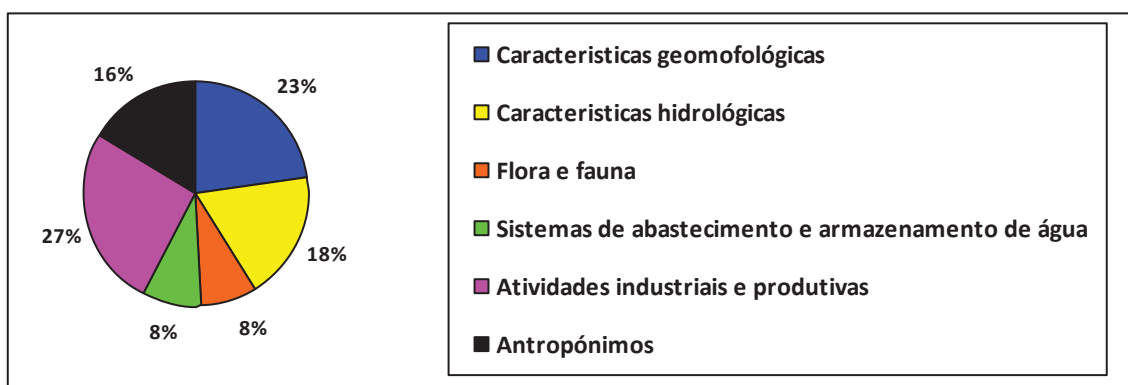 16%
23%
27%
18%
8%
8%
Caracteristicas geomofológicas
Caracteristicas hidrológicas
Flora e fauna
Sistemas de abastecimento e armazenamento de água
Atividades industriais e produtivas
Antropónimos